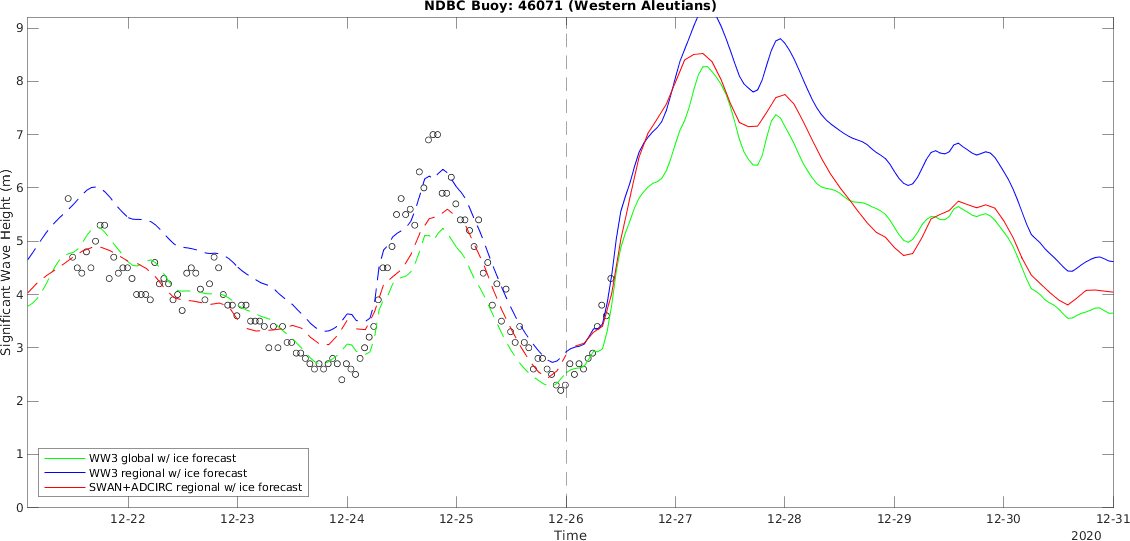 NDBC Buoy: 46071 (Western Aleutians)
9
8
7
6
5
4
3
2
1
0
Significant Wave Height (m)
WW3 global w/ ice forecast
WW3 regional w/ ice forecast
SWAN+ADCIRC regional w/ ice forecast
12-22 12-23 12-24 12-25 12-26 12-27 12-28 12-29 12-30 12-31
Time
2020